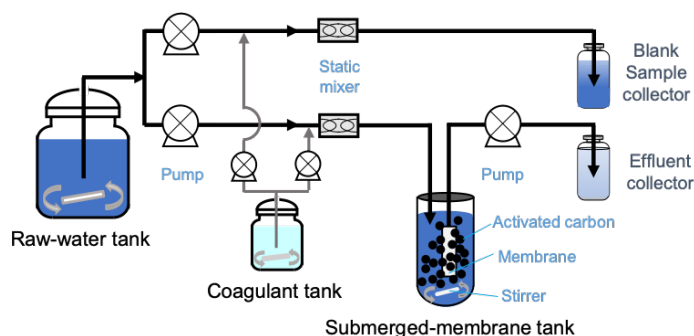 Static
mixer
Blank
Sample
collector
Pump
Pump
Effluent
collector
Raw-water tank
Activated carbon
Membrane
Coagulant tank
Stirrer
Submerged-membrane tank